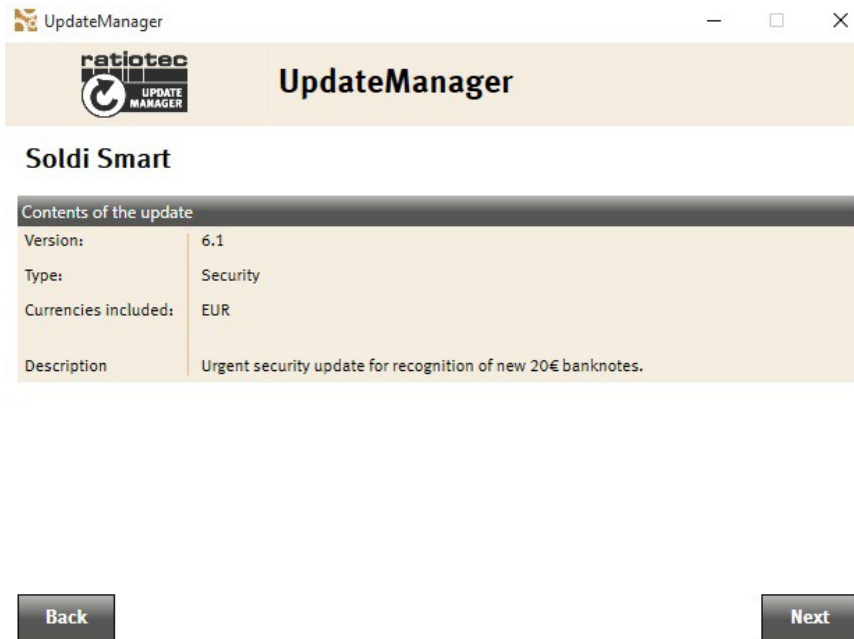 UpdateManager
ratiotec
UPDATE
MANAGER
UpdateManager
Soldi Smart
Contents of the update
Version: 6.1
Type: Security
Currencies included: EUR
Description Urgent security update for recognition of new 20€ banknotes.
Back Next